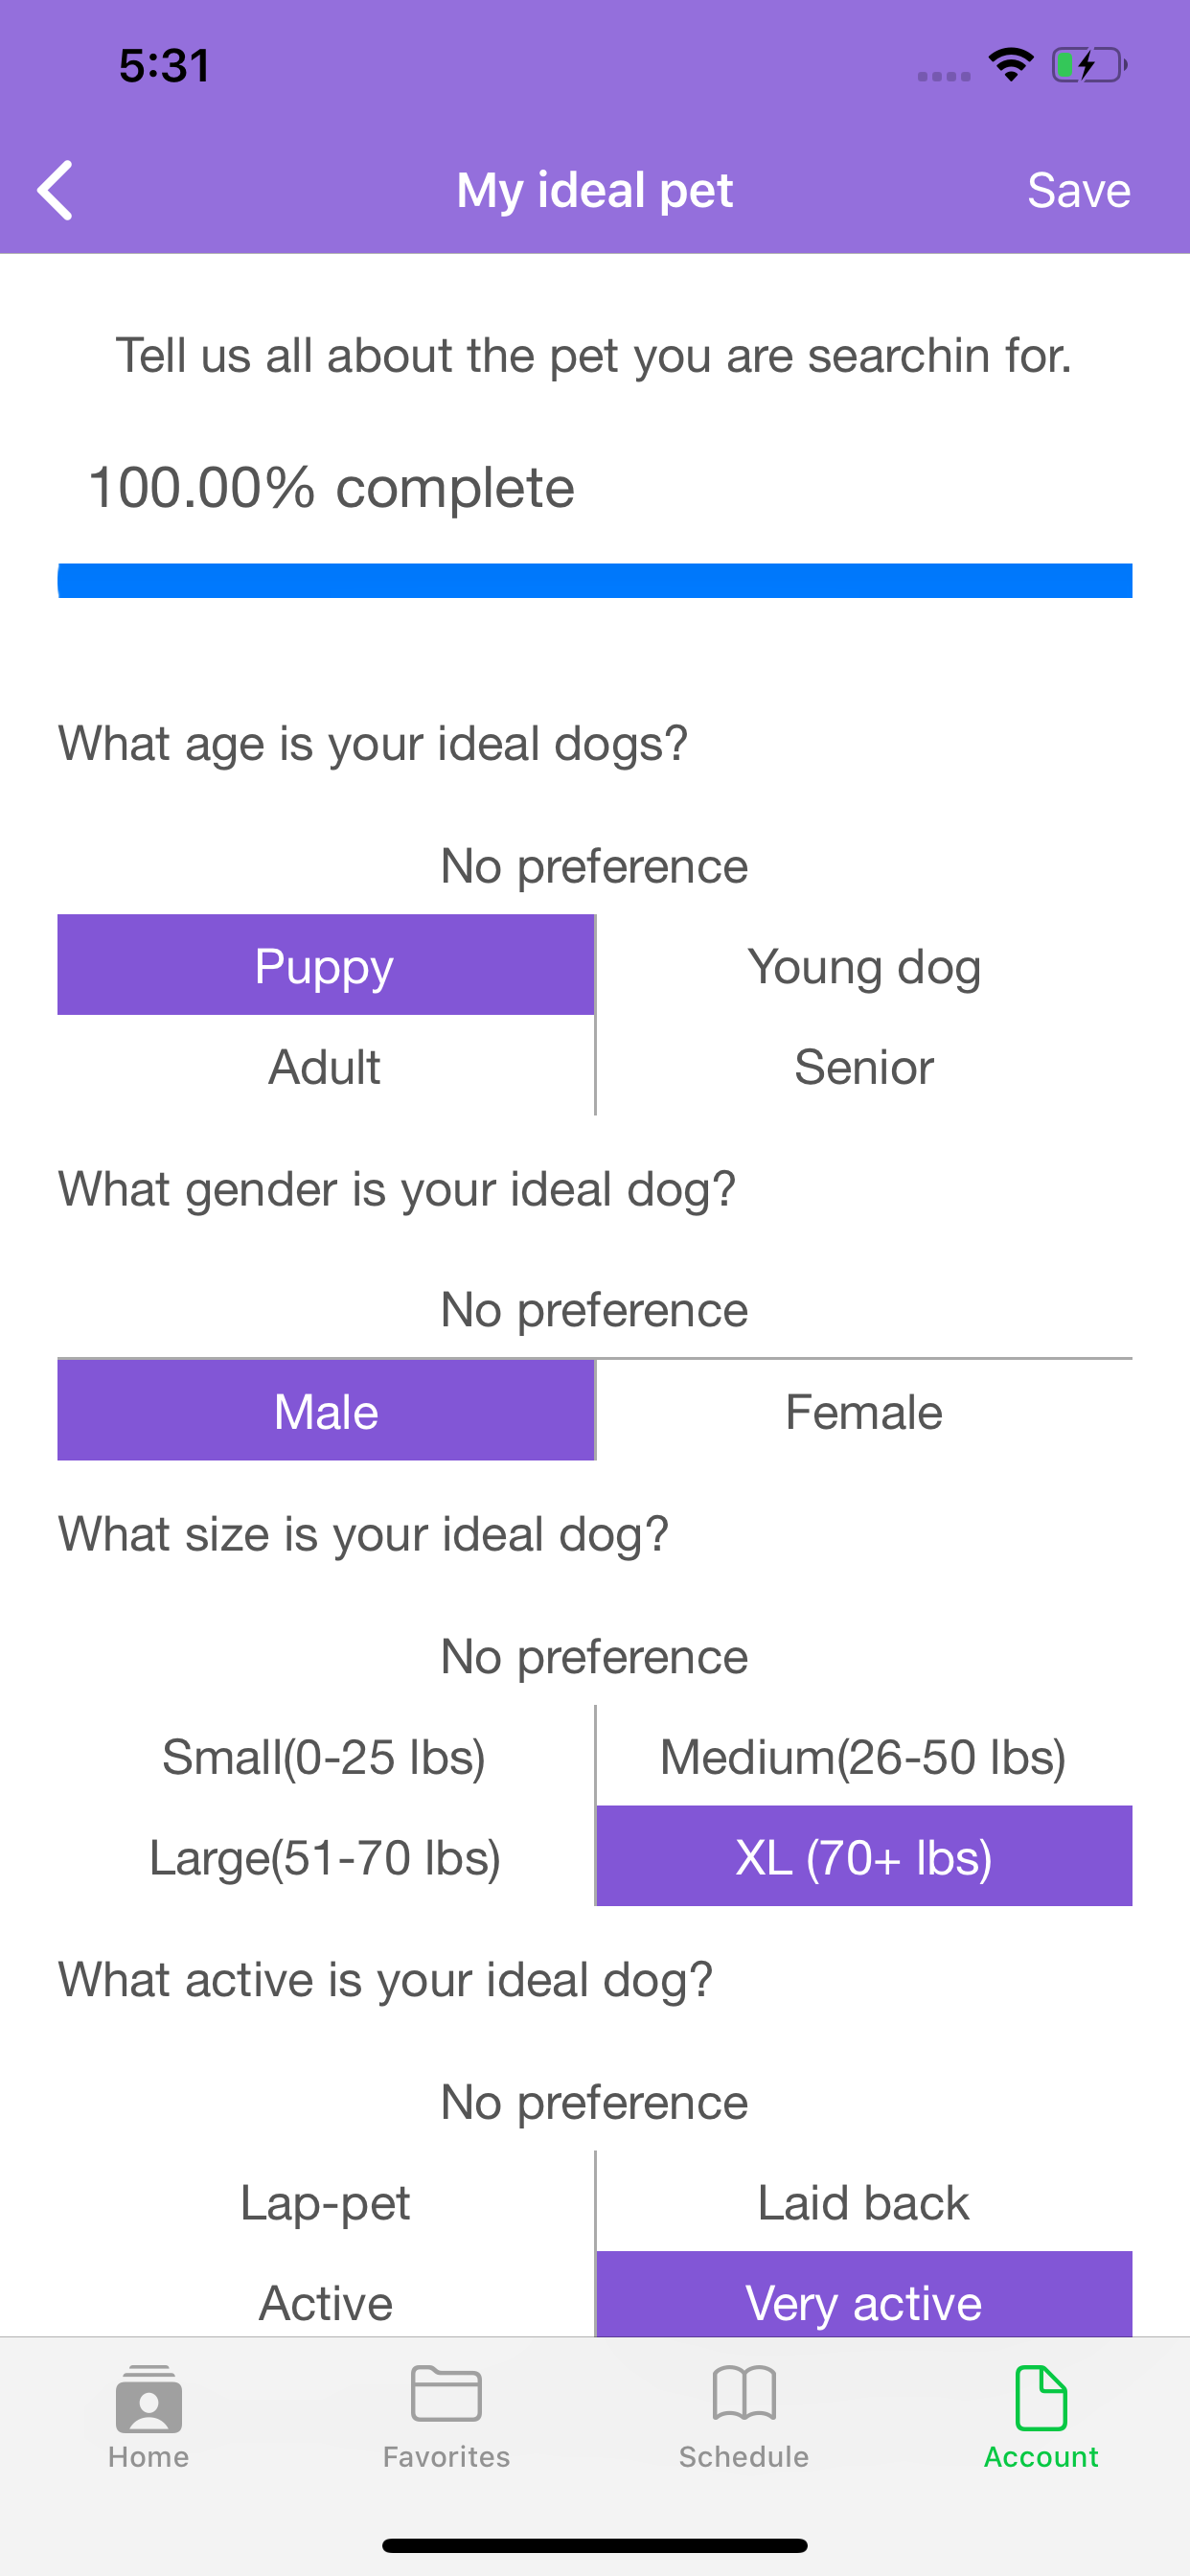 5:31
My ideal pet
Save
Tell us all about the pet you are searchin for.
100.00% complete
What age is your ideal dogs?
No preference
Puppy
Young dog
Adult
Senior
What gender is your ideal dog?
No preference
Male
Female
What size is your ideal dog?
No preference
Small(0-25 lbs)
Medium(26-50 lbs)
Large(51-70 lbs)
XL (70+ lbs)
What active is your ideal dog?
No preference
Lap-pet
Laid back
Active
Very active
Home
Favorites
Schedule
Account